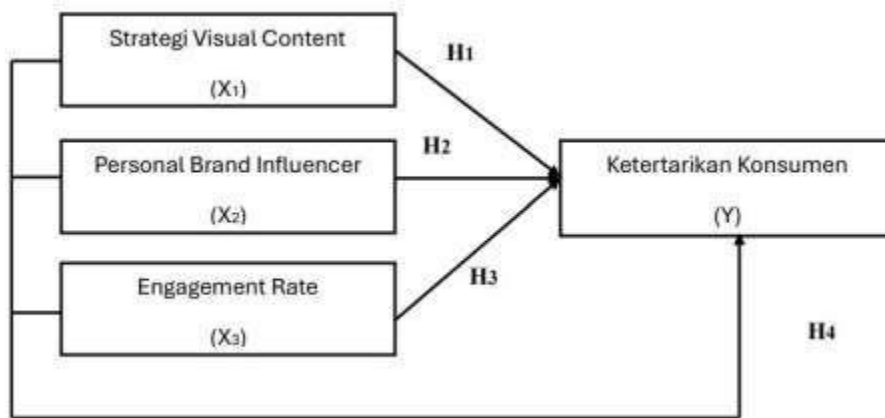 Strategi Visual Content
(X₁)
H1
Personal Brand Influencer
(X₂)
H2
Ketertarikan Konsumen
(Y)
Engagement Rate
(X₃)
H3
H4